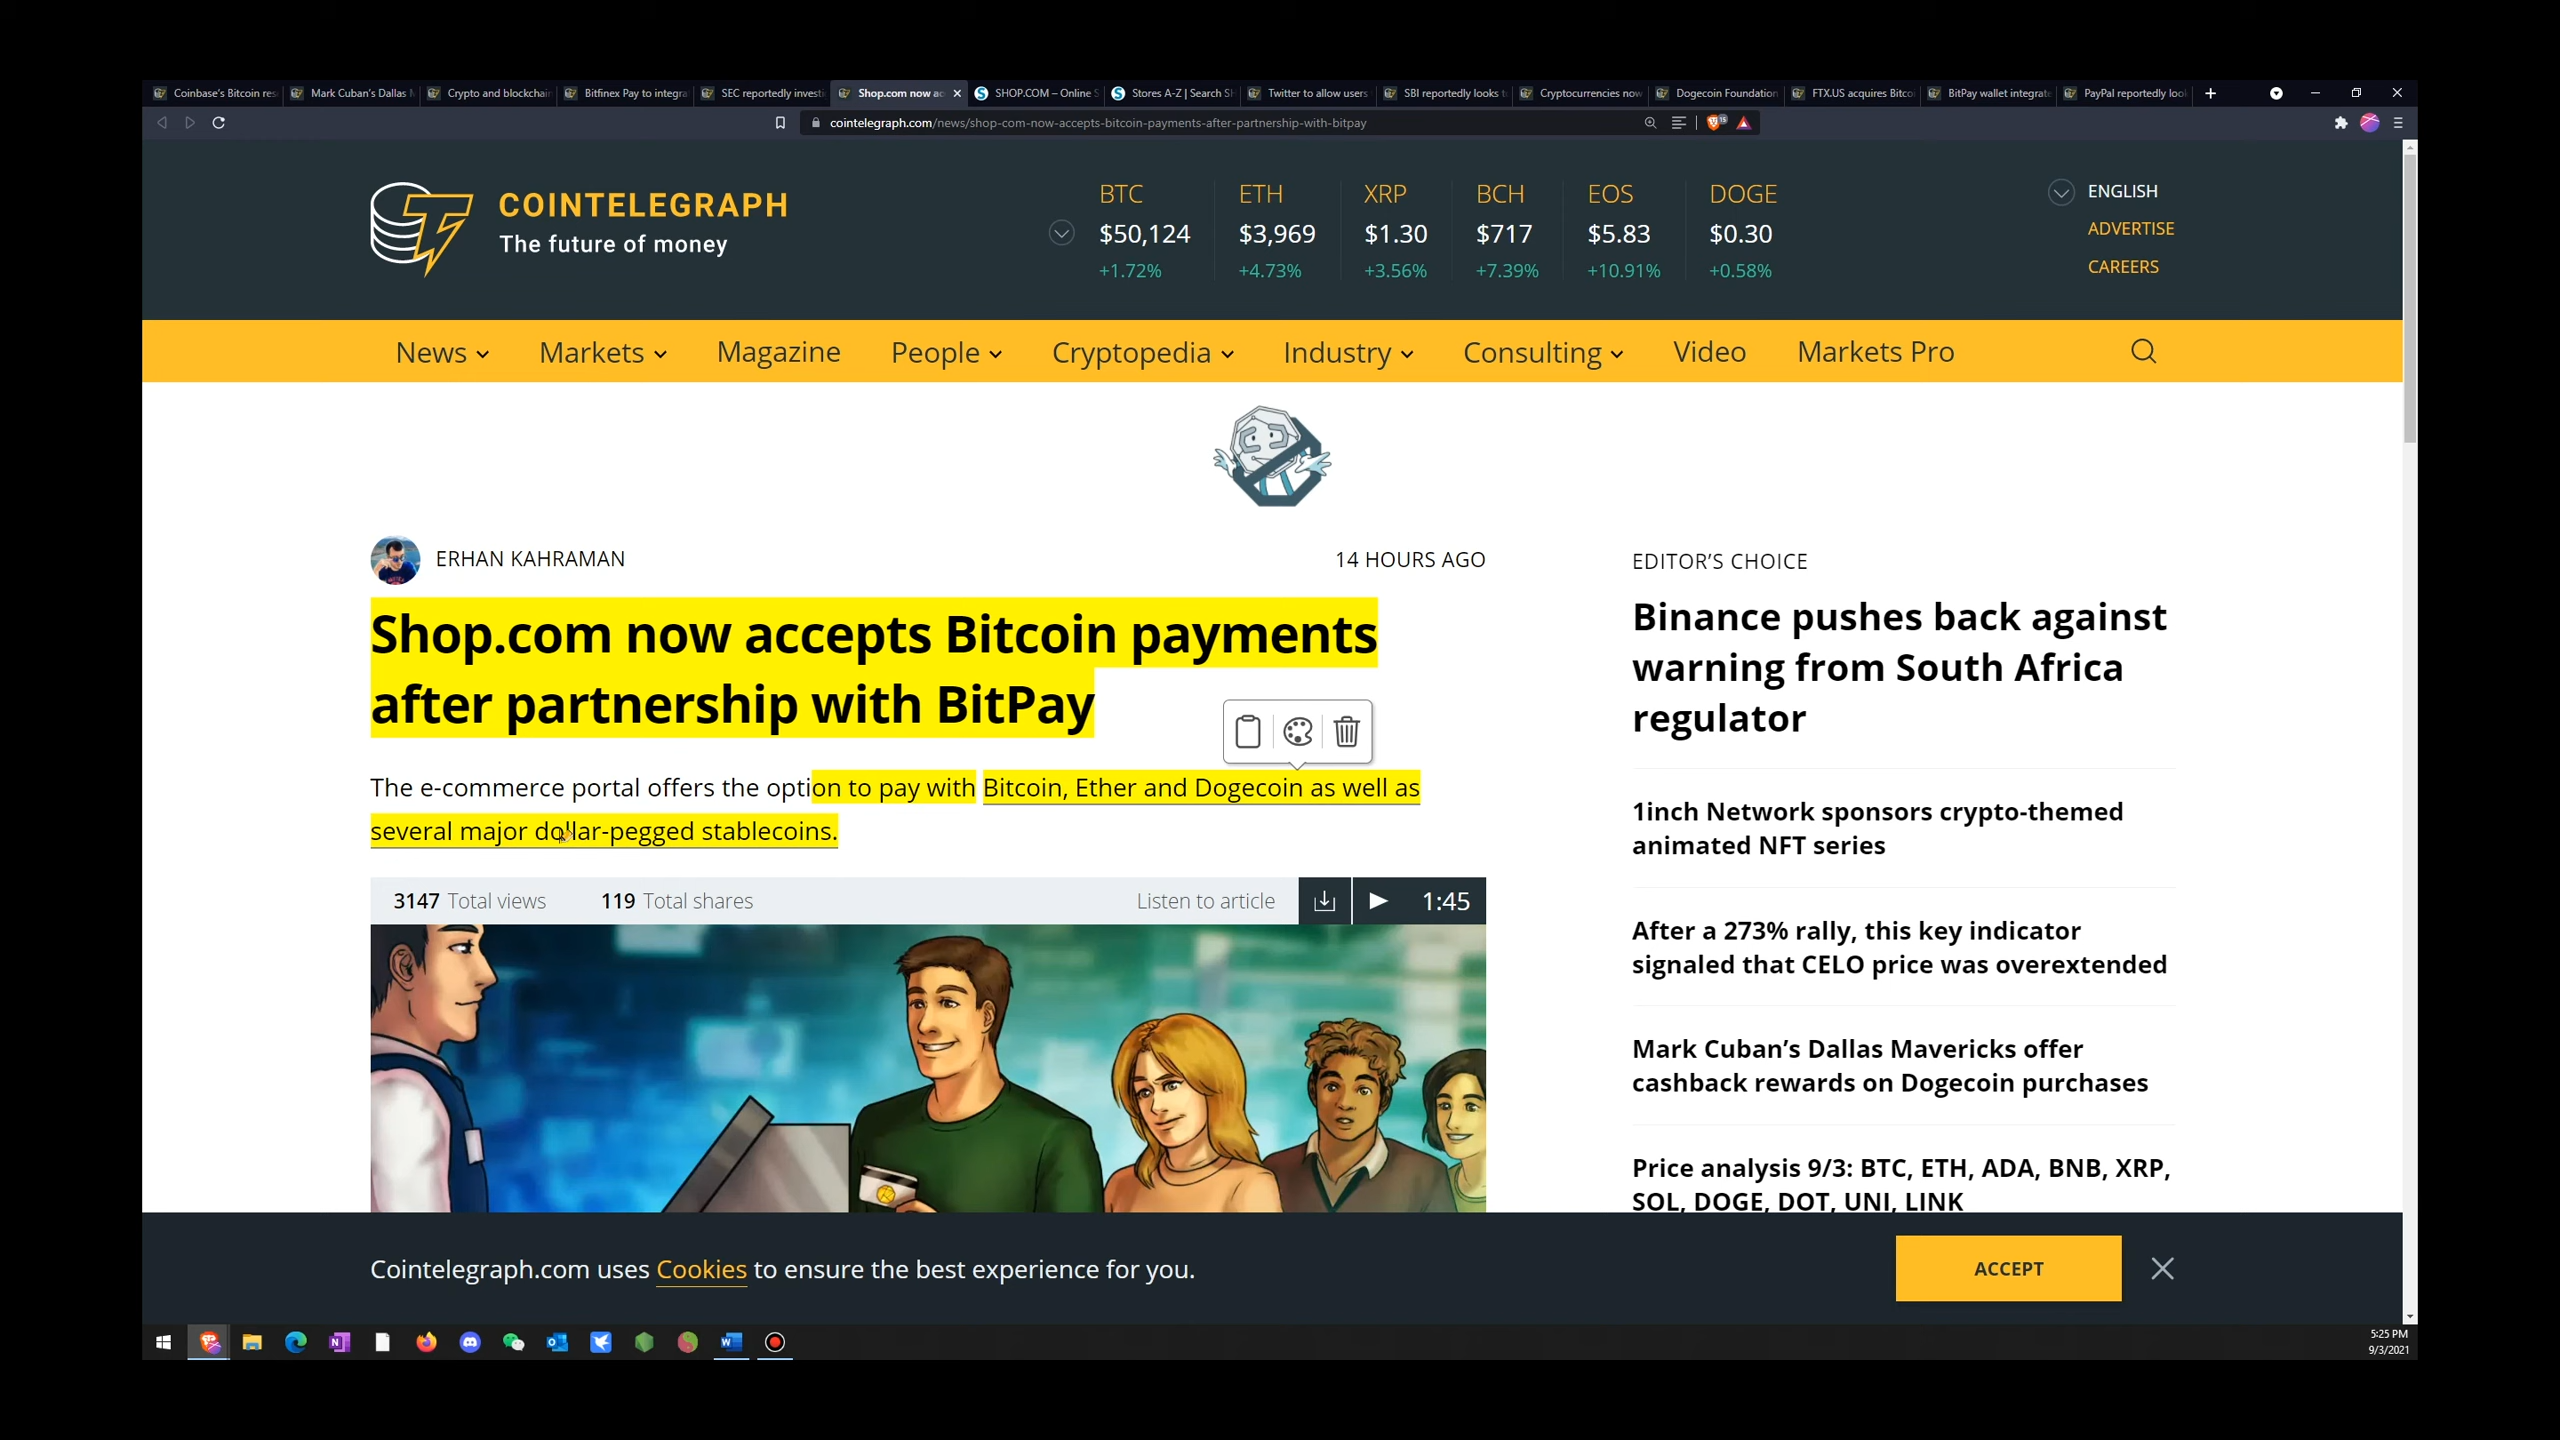 Coinbase's Bitcoin res
Mark Cuban's Dallas
Crypto and blockchain
Bitfinex Pay to integra
SEC reportedly investi
Shop.com now ac
SHOP.COM – Online S
Stores A-Z | Search SH
Twitter to allow users
SBI reportedly looks t
Cryptocurrencies now
Dogecoin Foundation
FTX.US acquires Bitco
BitPay wallet integrate
PayPal reportedly look
cointelegraph.com/news/shop-com-now-accepts-bitcoin-payments-after-partnership-with-bitpay
15
COINTELEGRAPH
The future of money
BTC ETH XRP BCH EOS DOGE
$50,124 $3,969 $1.30 $717 $5.83 $0.30
+1.72% +4.73% +3.56% +7.39% +10.91% +0.58%
ENGLISH
ADVERTISE
CAREERS
News Markets Magazine People Cryptopedia Industry Consulting Video Markets Pro
ERHAN KAHRAMAN
14 HOURS AGO
Shop.com now accepts Bitcoin payments
after partnership with BitPay
The e-commerce portal offers the option to pay with Bitcoin, Ether and Dogecoin as well as
several major dollar-pegged stablecoins.
3147 Total views 119 Total shares Listen to article 1:45
EDITOR'S CHOICE
Binance pushes back against
warning from South Africa
regulator
1inch Network sponsors crypto-themed
animated NFT series
After a 273% rally, this key indicator
signaled that CELO price was overextended
Mark Cuban's Dallas Mavericks offer
cashback rewards on Dogecoin purchases
Price analysis 9/3: BTC, ETH, ADA, BNB, XRP,
SOL, DOGE, DOT, UNI, LINK
Cointelegraph.com uses Cookies to ensure the best experience for you.
ACCEPT
5:25 PM
9/3/2021